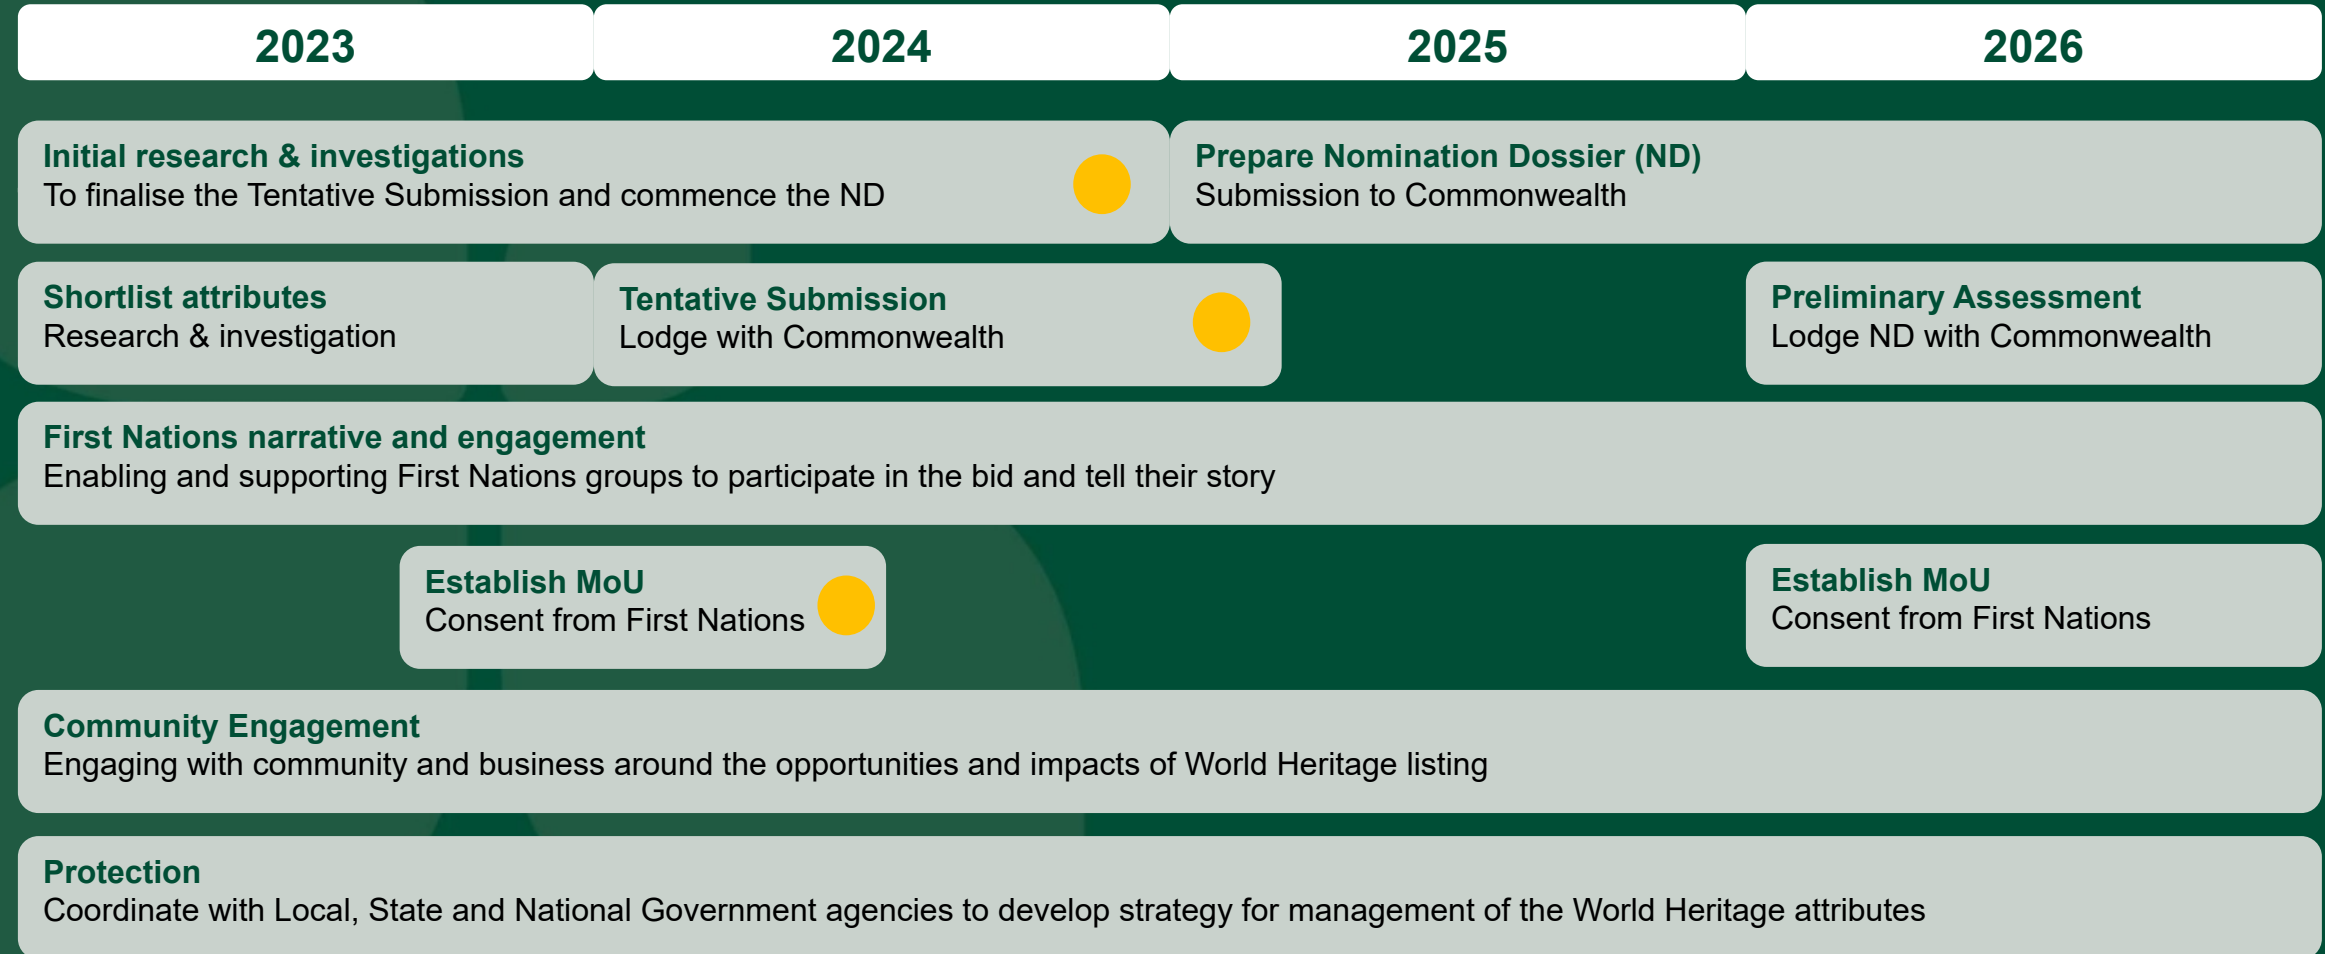 2023
2024
2025
2026
Initial research & investigations
To finalise the Tentative Submission and commence the ND
Prepare Nomination Dossier (ND)
Submission to Commonwealth
Shortlist attributes
Research & investigation
Tentative Submission
Lodge with Commonwealth
Preliminary Assessment
Lodge ND with Commonwealth
First Nations narrative and engagement
Enabling and supporting First Nations groups to participate in the bid and tell their story
Establish MoU
Consent from First Nations
Establish MoU
Consent from First Nations
Community Engagement
Engaging with community and business around the opportunities and impacts of World Heritage listing
Protection
Coordinate with Local, State and National Government agencies to develop strategy for management of the World Heritage attributes